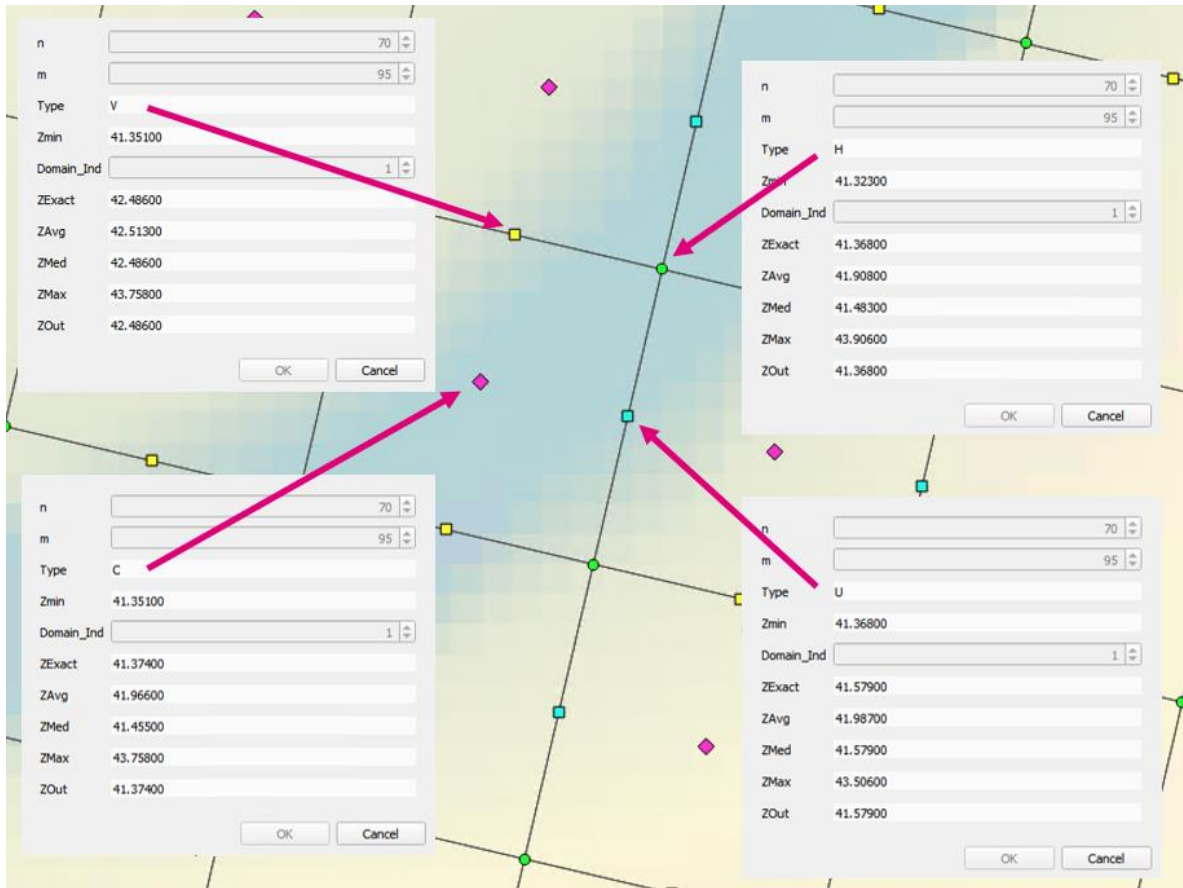 n 70
m 95
Type V
Zmin 41.35100
Domain_Ind 1
ZExact 42.48600
ZAvg 42.51300
ZMed 42.48600
ZMax 43.75800
ZOut 42.48600
OK Cancel
n 70
m 95
Type H
Zmin 41.32300
Domain_Ind 1
ZExact 41.36800
ZAvg 41.90800
ZMed 41.48300
ZMax 43.90600
ZOut 41.36800
OK Cancel
n 70
m 95
Type C
Zmin 41.35100
Domain_Ind 1
ZExact 41.37400
ZAvg 41.96600
ZMed 41.45500
ZMax 43.75800
ZOut 41.37400
OK Cancel
n 70
m 95
Type U
Zmin 41.36800
Domain_Ind 1
ZExact 41.57900
ZAvg 41.98700
ZMed 41.57900
ZMax 43.50600
ZOut 41.57900
OK Cancel